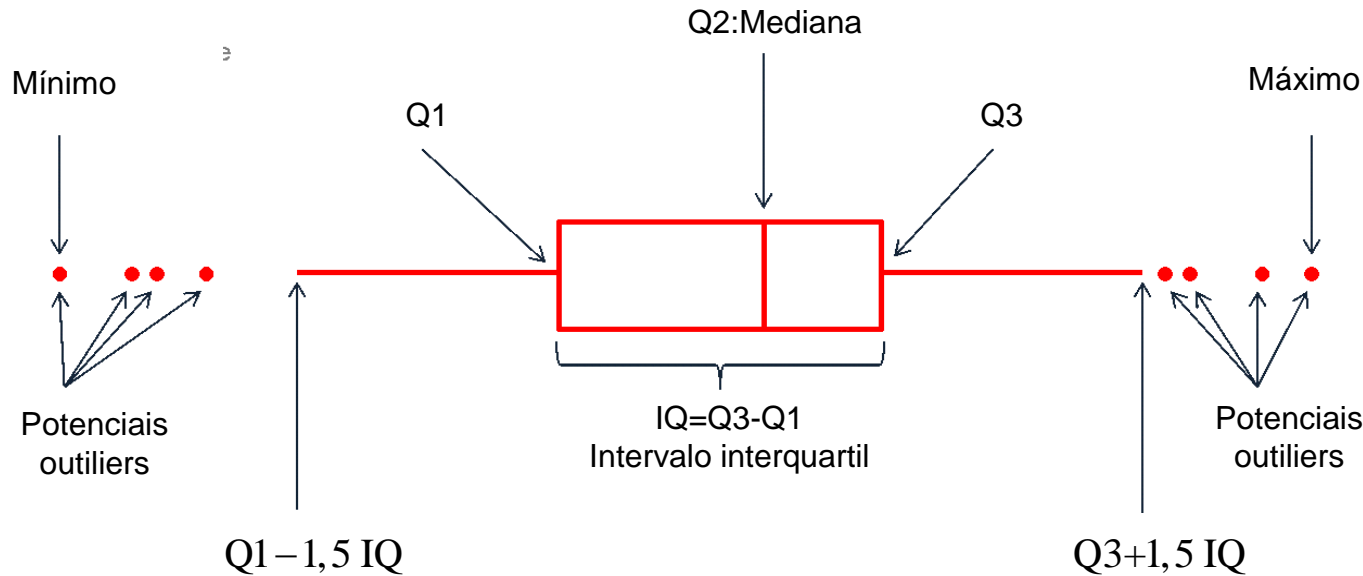 Q2:Mediana
e
Mínimo
Máximo
Q1
Q3
Potenciais
outiliers
IQ=Q3-Q1
Intervalo interquartil
Potenciais
outiliers
Q1−1,5 IQ
Q3+1,5 IQ